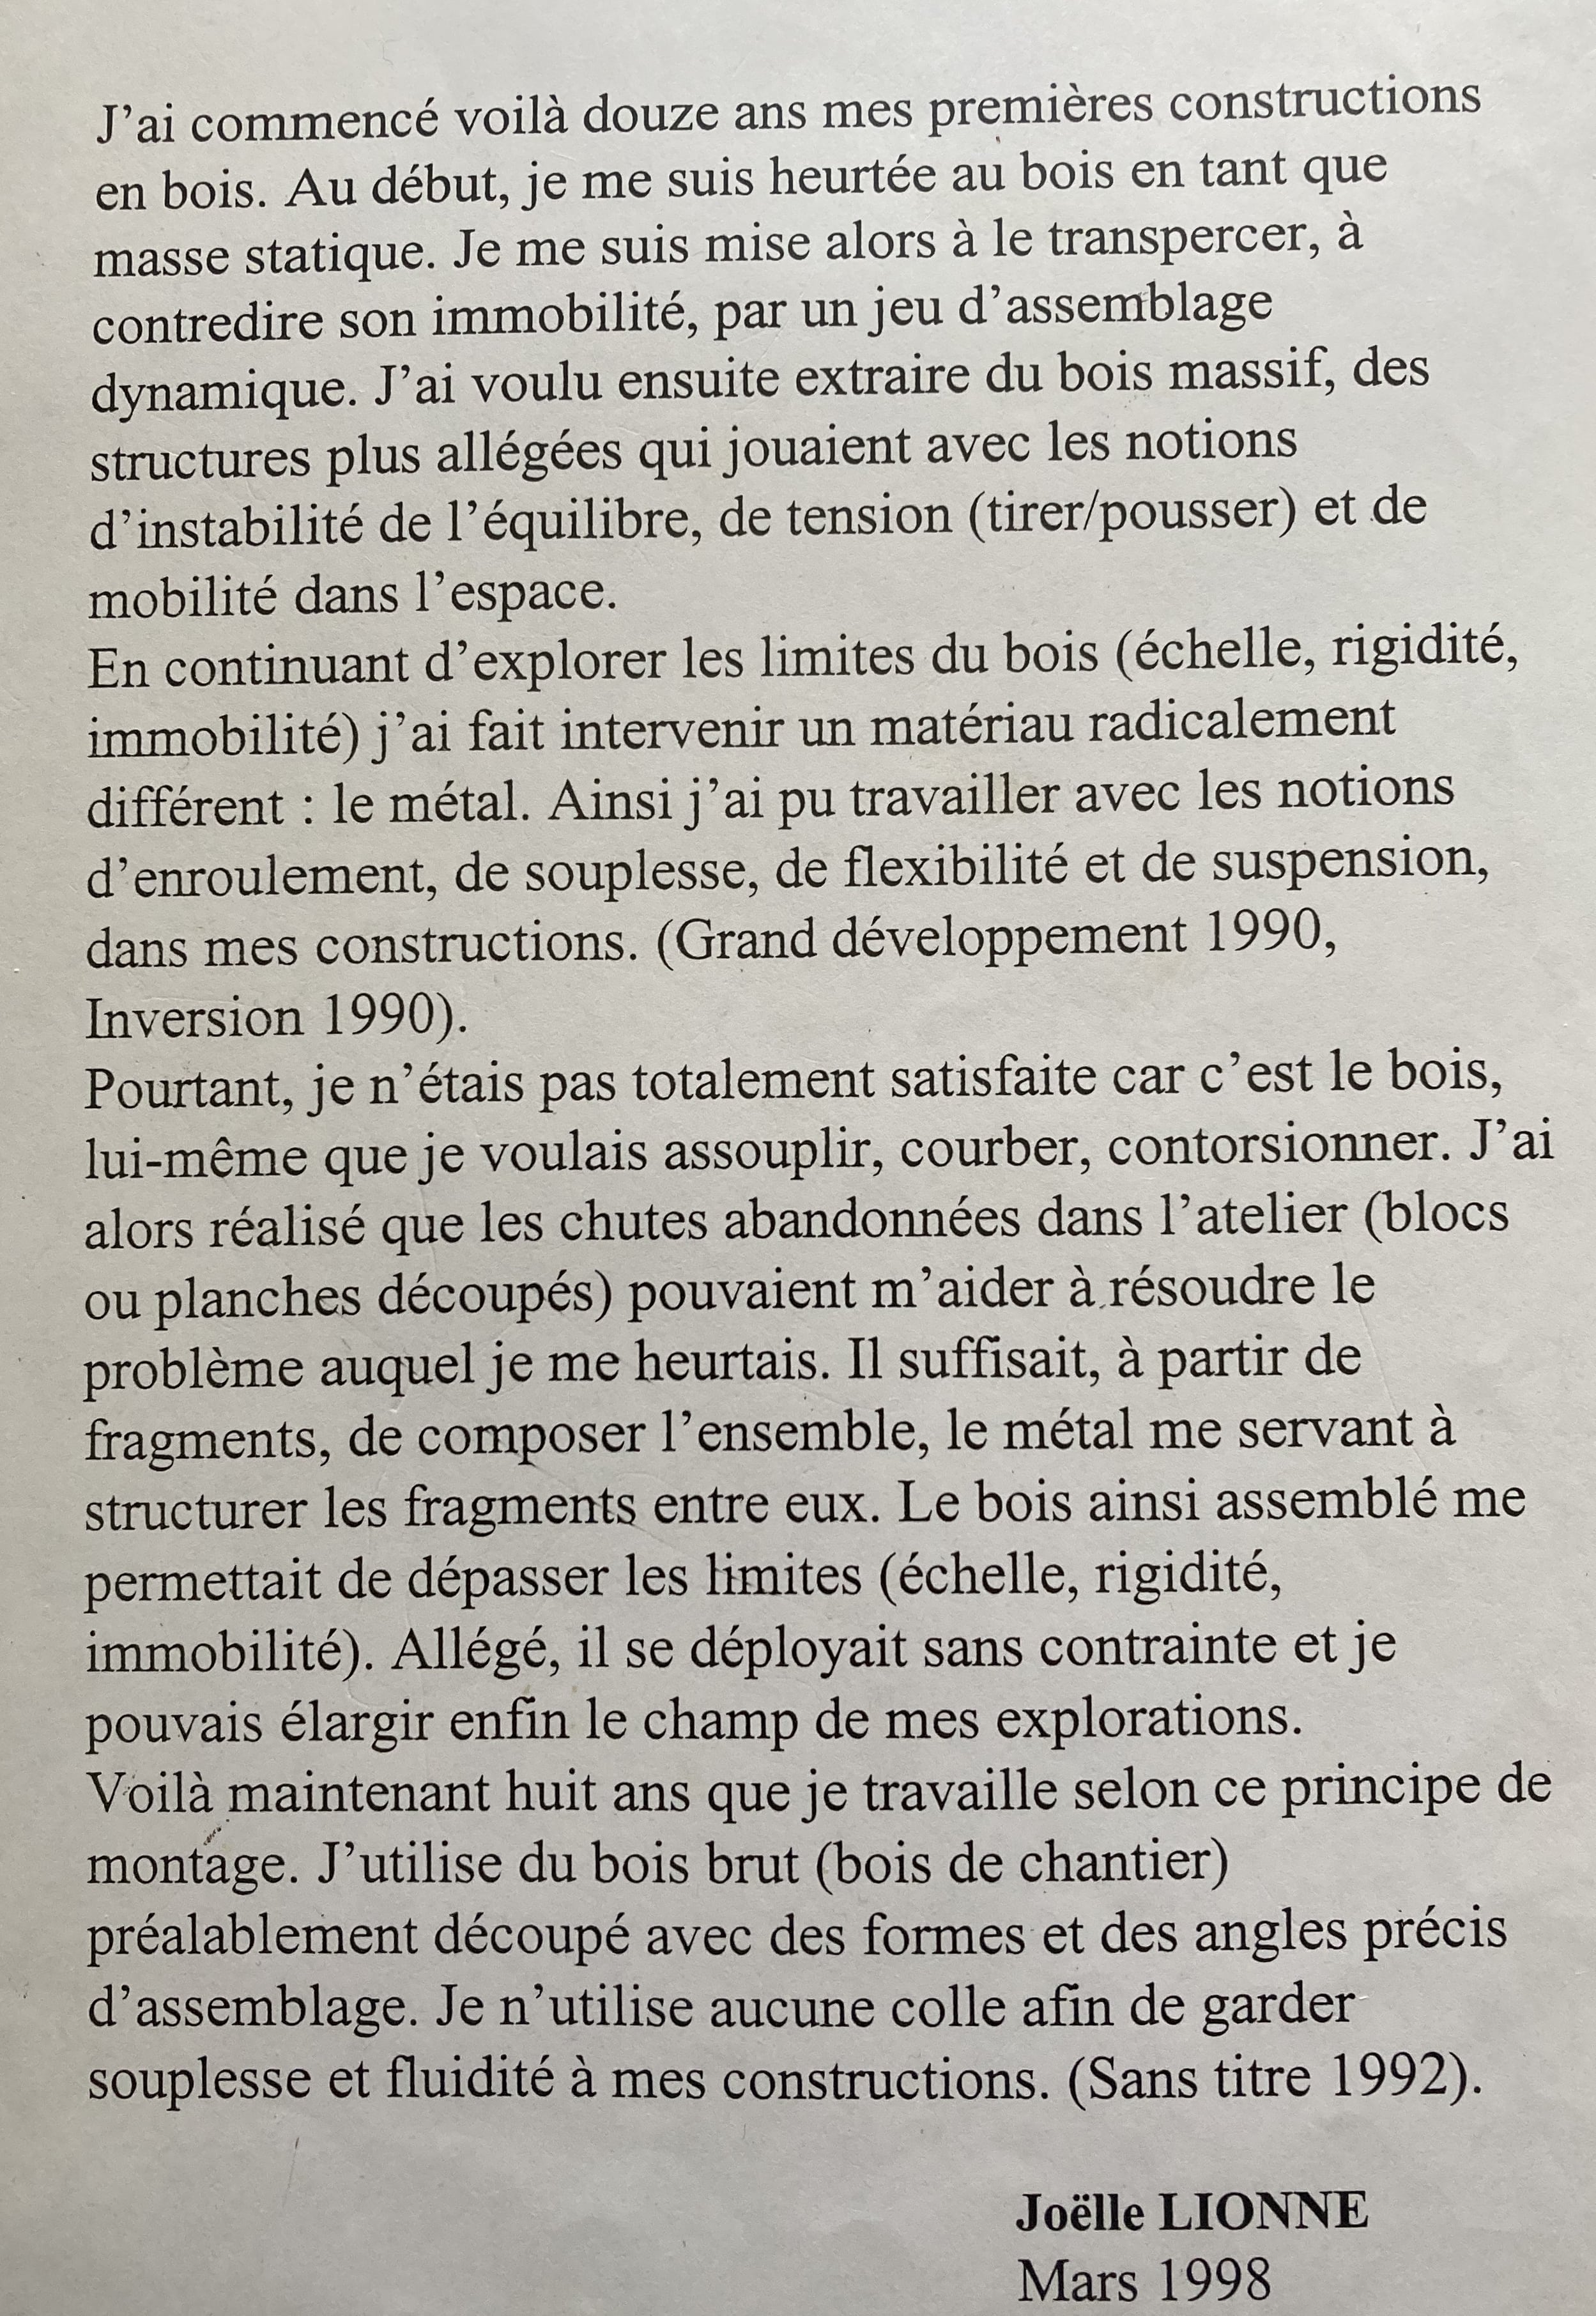 J’ai commencé voilà douze ans mes premières constructions
en bois. Au début, je me suis heurtée au bois en tant que
masse statique. Je me suis mise alors à le transpercer, à
contredire son immobilité, par un jeu d’assemblage
dynamique. J’ai voulu ensuite extraire du bois massif, des
structures plus allégées qui jouaient avec les notions
d’instabilité de l’équilibre, de tension (tirer/pousser) et de
mobilité dans l’espace.
En continuant d’explorer les limites du bois (échelle, rigidité,
immobilité) j’ai fait intervenir un matériau radicalement
différent : le métal. Ainsi j’ai pu travailler avec les notions
d’enroulement, de souplesse, de flexibilité et de suspension,
dans mes constructions. (Grand développement 1990,
Inversion 1990).
Pourtant, je n’étais pas totalement satisfaite car c’est le bois,
lui-même que je voulais assouplir, courber, contorsionner. J’ai
alors réalisé que les chutes abandonnées dans l’atelier (blocs
ou planches découpés) pouvaient m’aider à résoudre le
problème auquel je me heurtais. Il suffisait, à partir de
fragments, de composer l’ensemble, le métal me servant à
structurer les fragments entre eux. Le bois ainsi assemblé me
permettait de dépasser les limites (échelle, rigidité,
immobilité). Allégé, il se déployait sans contrainte et je
pouvais élargir enfin le champ de mes explorations.
Voilà maintenant huit ans que je travaille selon ce principe de
montage. J’utilise du bois brut (bois de chantier)
préalablement découpé avec des formes et des angles précis
d’assemblage. Je n’utilise aucune colle afin de garder
souplesse et fluidité à mes constructions. (Sans titre 1992).
Joëlle LIONNE
Mars 1998